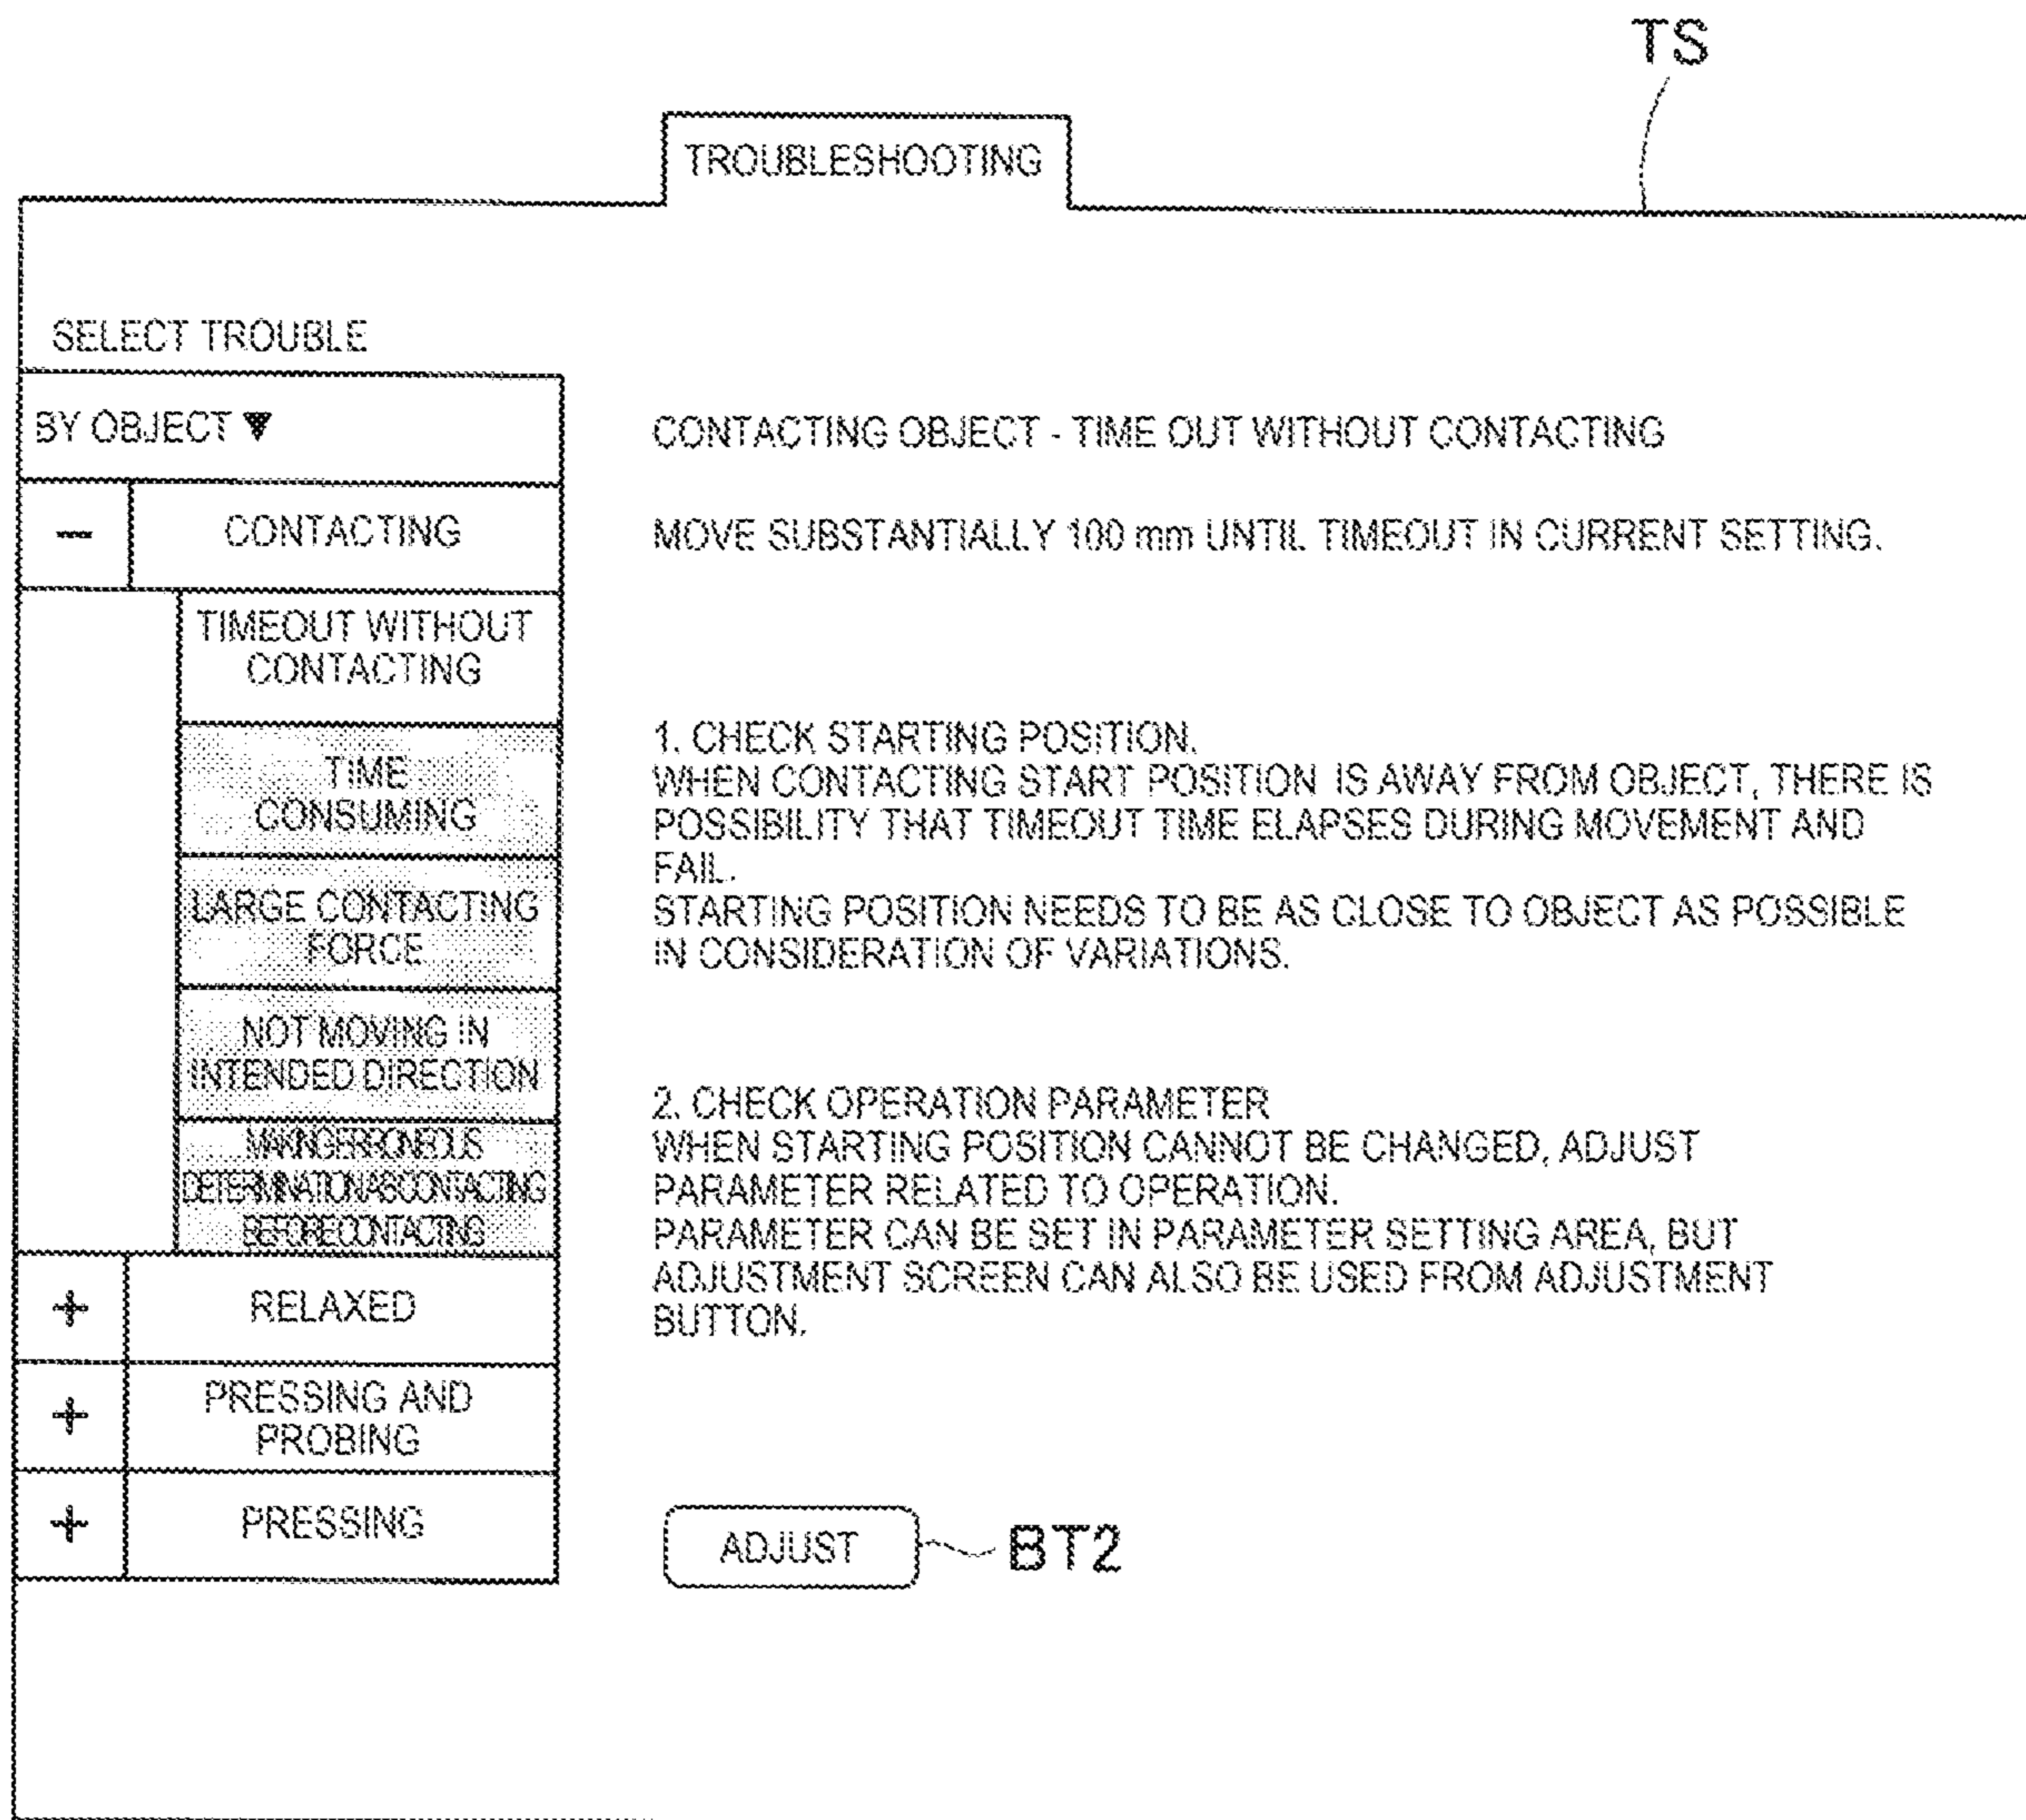 TS
TROUBLESHOOTING
SELECT TROUBLE
BY OBJECT ▼
− CONTACTING
TIMEOUT WITHOUT
CONTACTING
TIME
CONSUMING
LARGE CONTACTING
FORCE
NOT MOVING IN
INTENDED DIRECTION
MAKING ERRONEOUS
DETERMINATION AS CONTACTING
BEFORE CONTACTING
+ RELAXED
+ PRESSING AND
PROBING
+ PRESSING
CONTACTING OBJECT - TIME OUT WITHOUT CONTACTING
MOVE SUBSTANTIALLY 100 mm UNTIL TIMEOUT IN CURRENT SETTING.
1. CHECK STARTING POSITION.
WHEN CONTACTING START POSITION IS AWAY FROM OBJECT, THERE IS
POSSIBILITY THAT TIMEOUT TIME ELAPSES DURING MOVEMENT AND
FAIL.
STARTING POSITION NEEDS TO BE AS CLOSE TO OBJECT AS POSSIBLE
IN CONSIDERATION OF VARIATIONS.
2. CHECK OPERATION PARAMETER
WHEN STARTING POSITION CANNOT BE CHANGED, ADJUST
PARAMETER RELATED TO OPERATION.
PARAMETER CAN BE SET IN PARAMETER SETTING AREA, BUT
ADJUSTMENT SCREEN CAN ALSO BE USED FROM ADJUSTMENT
BUTTON.
ADJUST
BT2